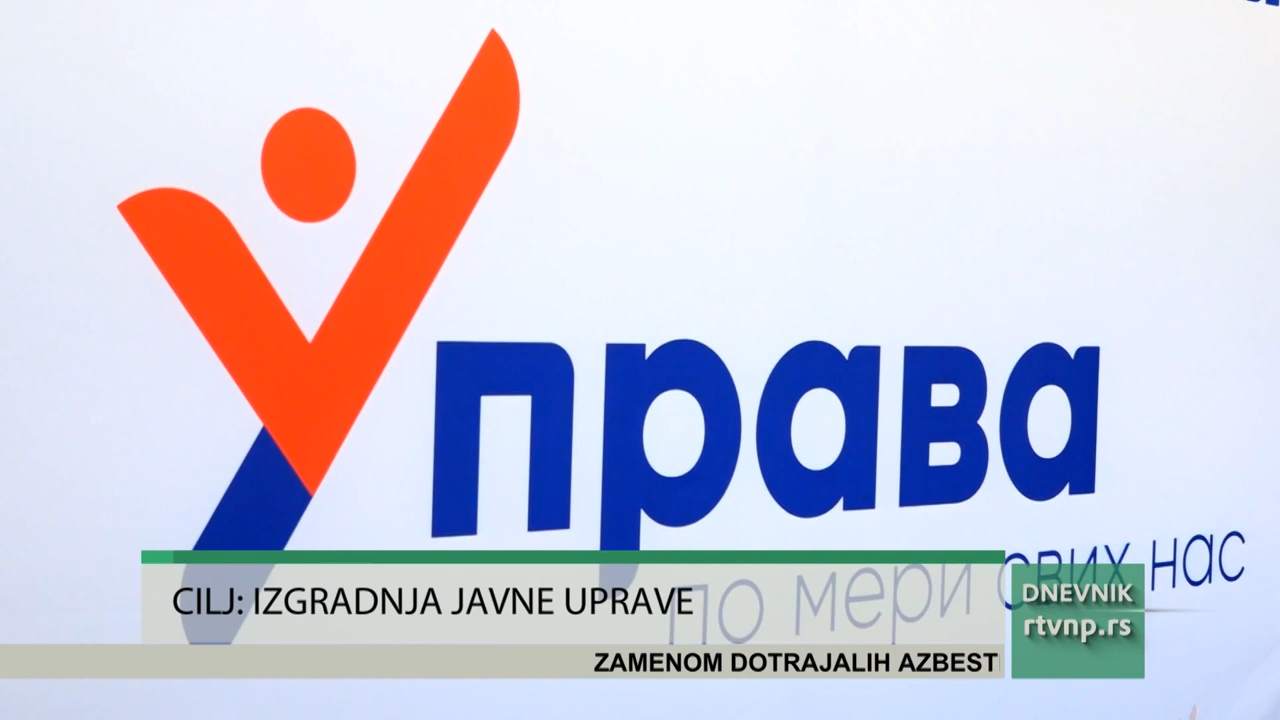 Управа
по мери свих нас
CILJ: IZGRADNJA JAVNE UPRAVE
DNEVNIK
rtvnp.rs
ZAMENOM DOTRAJALIH AZBEST